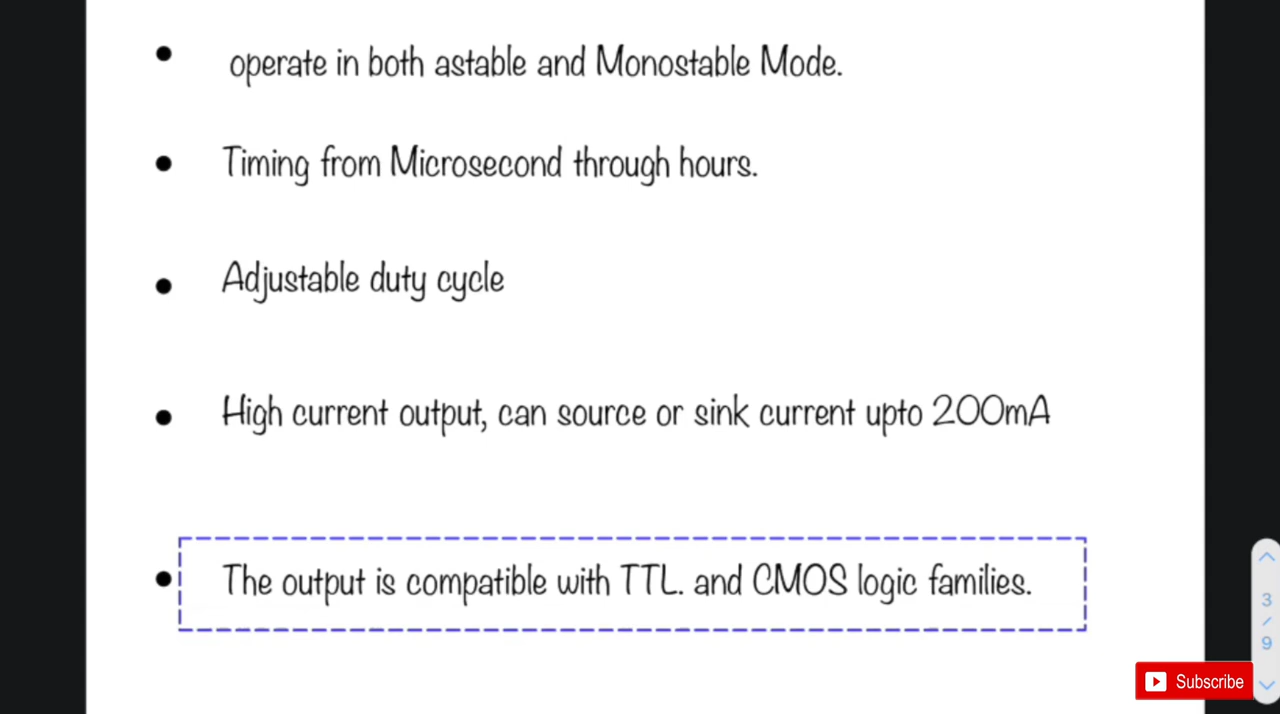 operate in both astable and Monostable Mode.
Timing from Microsecond through hours.
Adjustable duty cycle
High current output, can source or sink current upto 200mA
The output is compatible with TTL. and CMOS logic families.
3
/
9
Subscribe